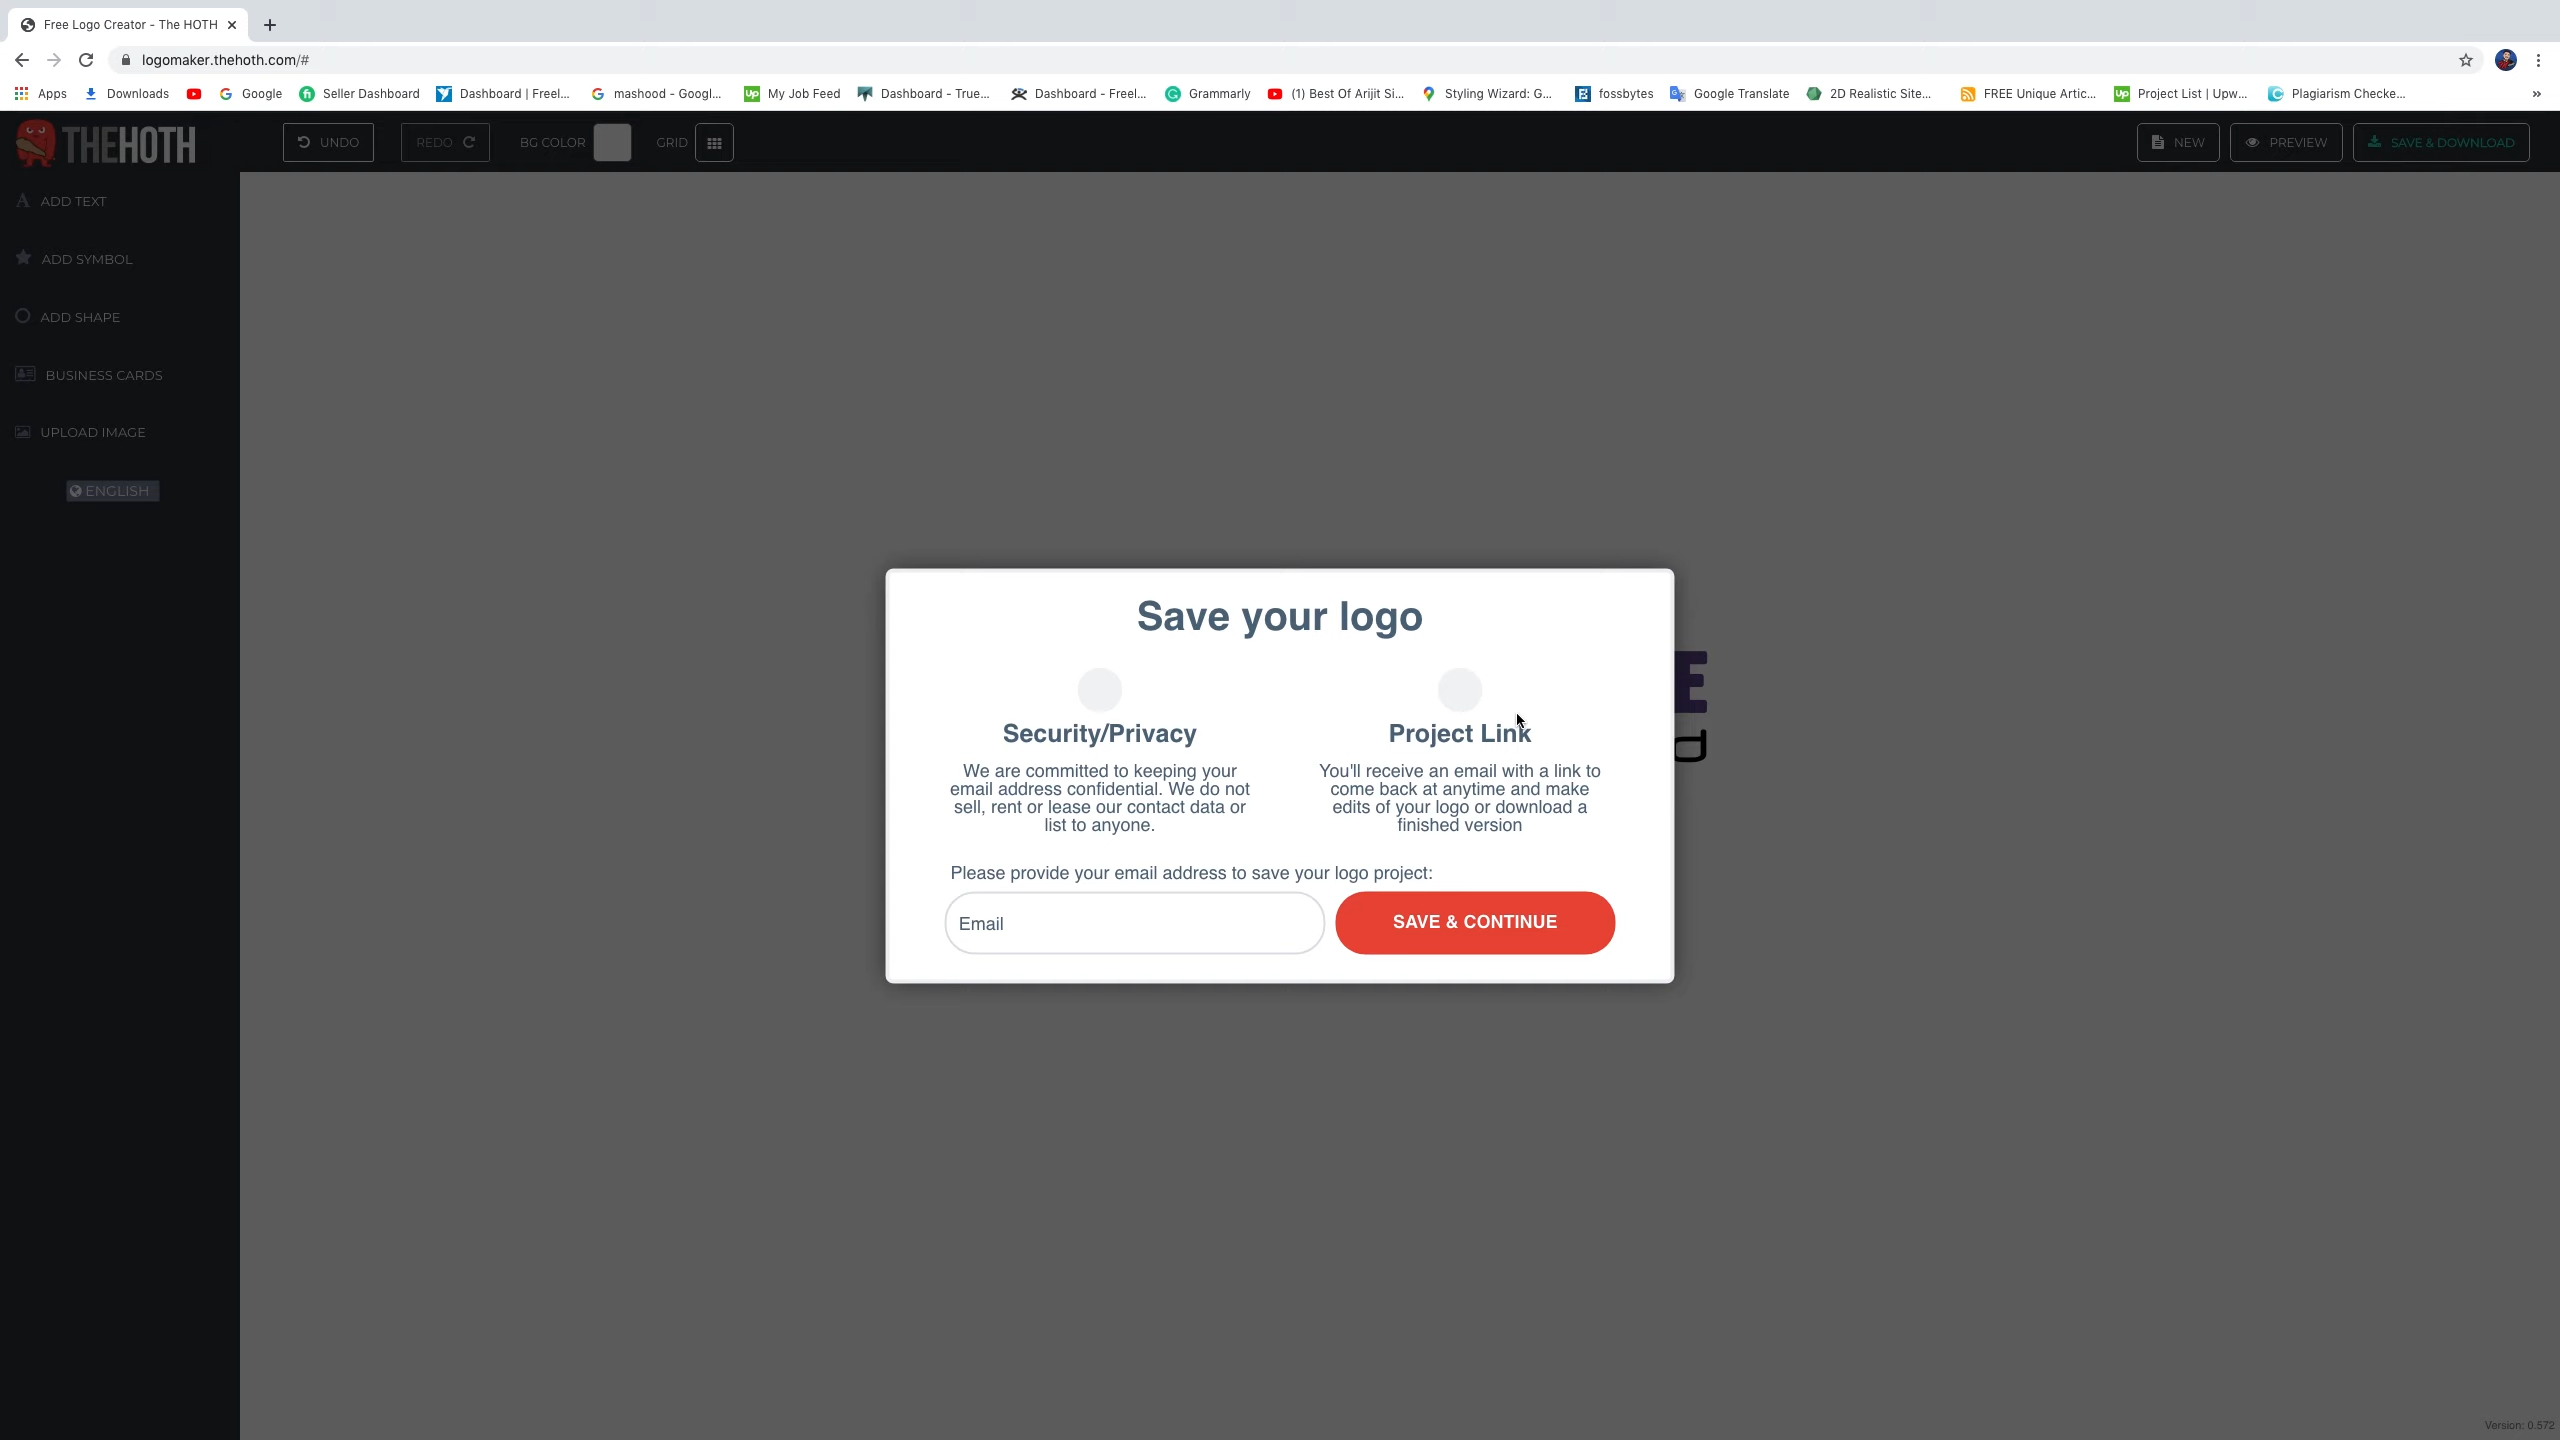 Free Logo Creator - The HOTH
logomaker.thehoth.com/#
Apps Downloads Google Seller Dashboard Dashboard | Freel... mashood - Googl... My Job Feed Dashboard - True... Dashboard - Freel... Grammarly (1) Best Of Arijit Si... Styling Wizard: G... fossbytes Google Translate 2D Realistic Site... FREE Unique Artic... Project List | Upw... Plagiarism Checke... »
THEHOTH UNDO REDO BG COLOR GRID NEW PREVIEW SAVE & DOWNLOAD
ADD TEXT
ADD SYMBOL
ADD SHAPE
BUSINESS CARDS
UPLOAD IMAGE
ENGLISH
Save your logo
E
d
Security/Privacy
We are committed to keeping your
email address confidential. We do not
sell, rent or lease our contact data or
list to anyone.
Project Link
You'll receive an email with a link to
come back at anytime and make
edits of your logo or download a
finished version
Please provide your email address to save your logo project:
Email
SAVE & CONTINUE
Version: 0.572